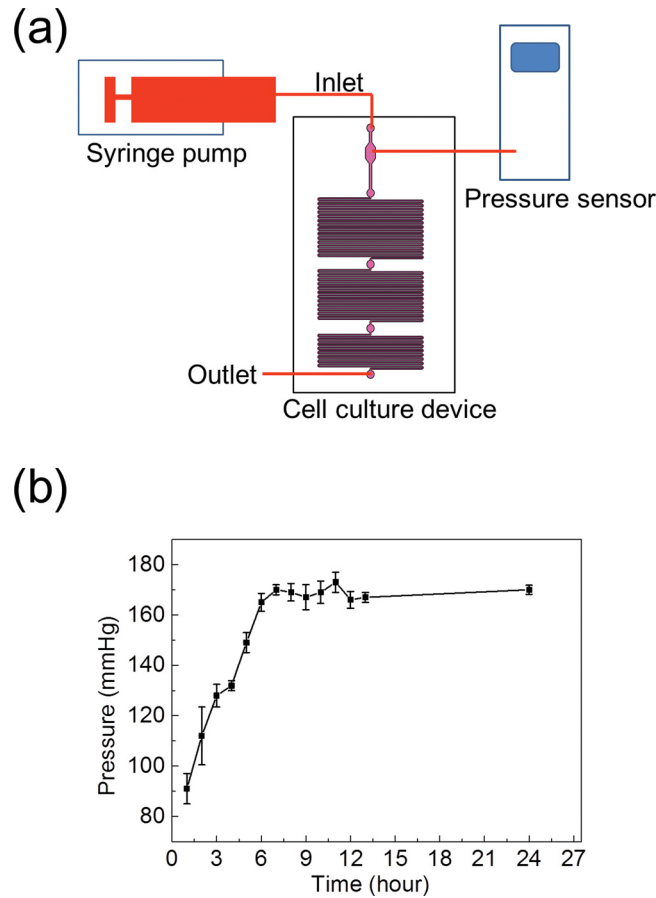 (a)
Inlet
Syringe pump
Pressure sensor
Outlet
Cell culture device
(b)
180
160
140
120
100
80
Pressure (mmHg)
0 3 6 9 12 15 18 21 24 27
Time (hour)